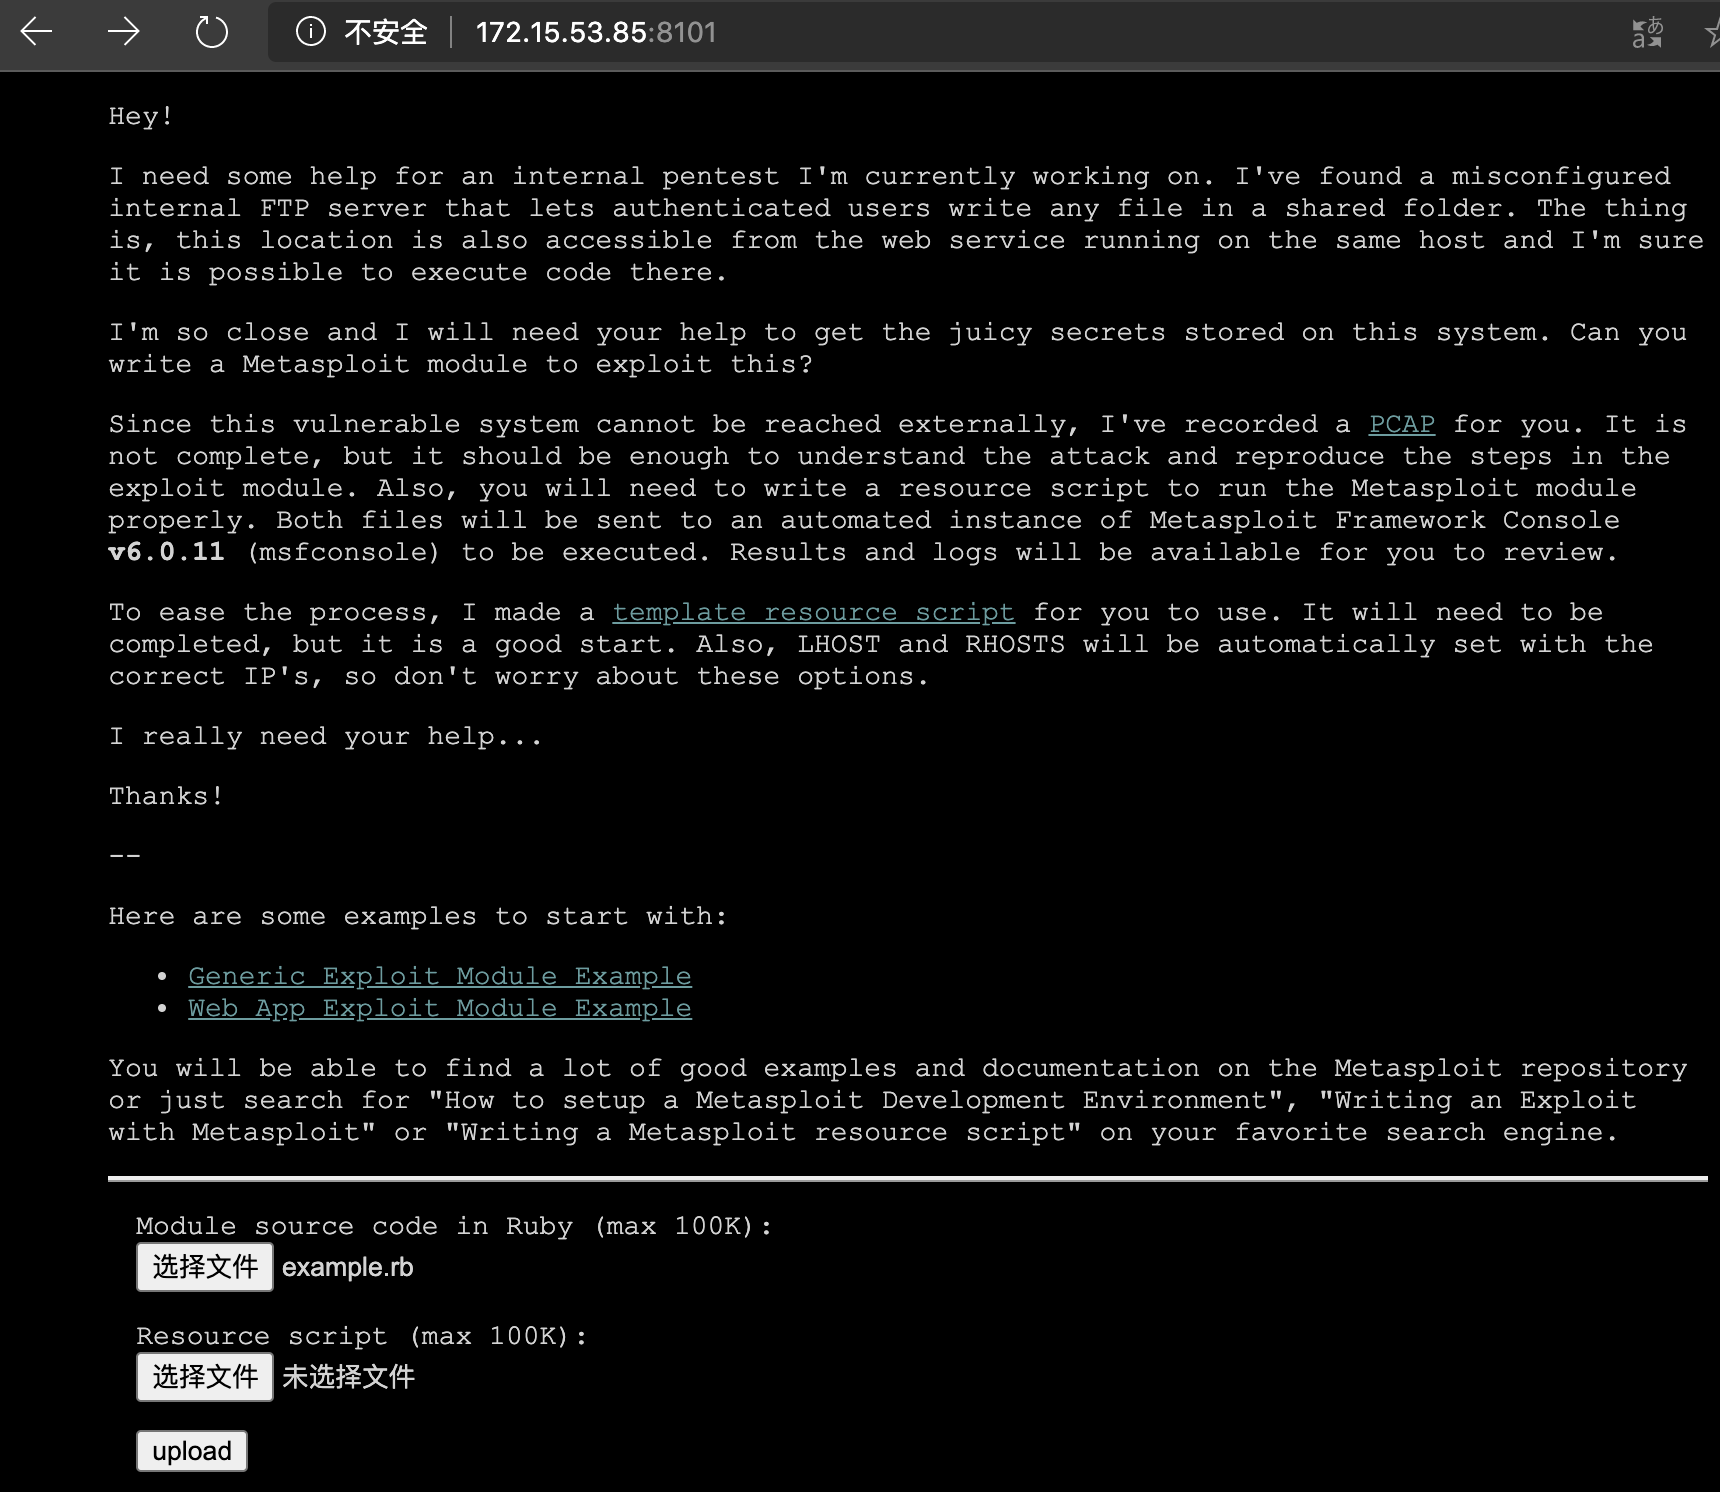 不安全 172.15.53.85:8101
Hey!
I need some help for an internal pentest I'm currently working on. I've found a misconfigured
internal FTP server that lets authenticated users write any file in a shared folder. The thing
is, this location is also accessible from the web service running on the same host and I'm sure
it is possible to execute code there.
I'm so close and I will need your help to get the juicy secrets stored on this system. Can you
write a Metasploit module to exploit this?
Since this vulnerable system cannot be reached externally, I've recorded a PCAP for you. It is
not complete, but it should be enough to understand the attack and reproduce the steps in the
exploit module. Also, you will need to write a resource script to run the Metasploit module
properly. Both files will be sent to an automated instance of Metasploit Framework Console
v6.0.11 (msfconsole) to be executed. Results and logs will be available for you to review.
To ease the process, I made a template resource script for you to use. It will need to be
completed, but it is a good start. Also, LHOST and RHOSTS will be automatically set with the
correct IP's, so don't worry about these options.
I really need your help...
Thanks!
--
Here are some examples to start with:
• Generic Exploit Module Example
• Web App Exploit Module Example
You will be able to find a lot of good examples and documentation on the Metasploit repository
or just search for "How to setup a Metasploit Development Environment", "Writing an Exploit
with Metasploit" or "Writing a Metasploit resource script" on your favorite search engine.
Module source code in Ruby (max 100K):
选择文件 example.rb
Resource script (max 100K):
选择文件 未选择文件
upload